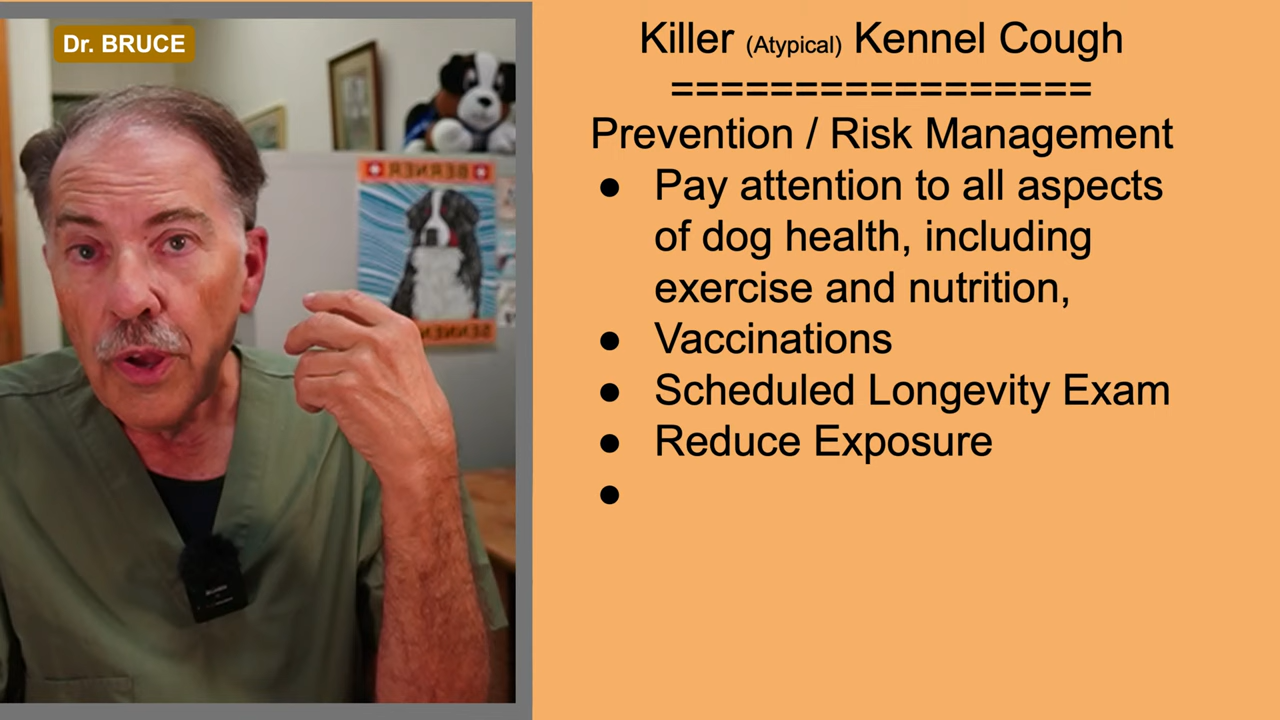 Dr. BRUCE
Killer (Atypical) Kennel Cough
=================
Prevention / Risk Management
● Pay attention to all aspects
of dog health, including
exercise and nutrition,
● Vaccinations
● Scheduled Longevity Exam
● Reduce Exposure
●
BERNER